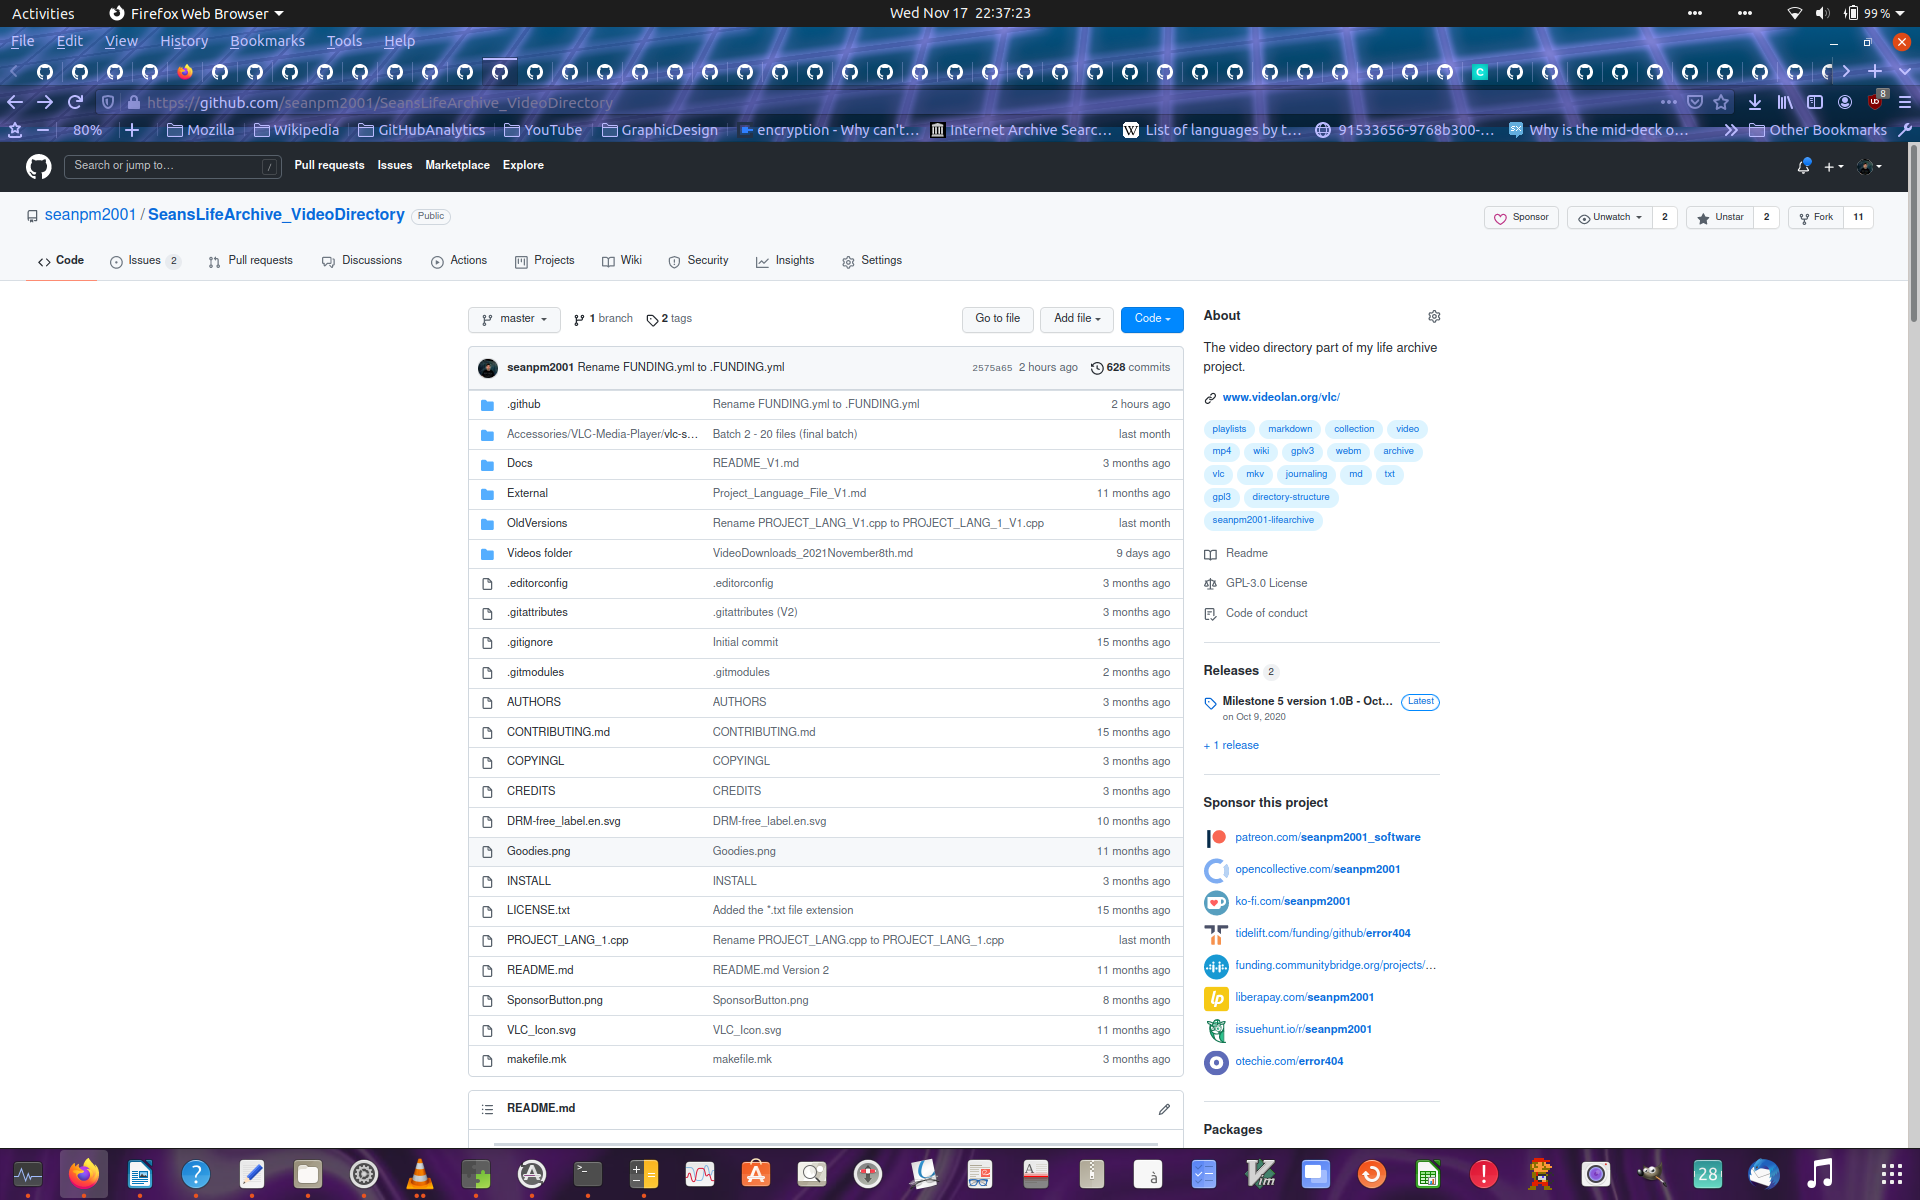 Activities Firefox Web Browser Wed Nov 17 22:37:23 99 %
File Edit View History Bookmarks Tools Help
https://github.com/seanpm2001/SeansLifeArchive_VideoDirectory 8
80% Mozilla Wikipedia GitHubAnalytics YouTube GraphicDesign encryption - Why can't… Internet Archive Searc… List of languages by t… 91533656-9768b300-… Why is the mid-deck o… Other Bookmarks
Search or jump to… / Pull requests Issues Marketplace Explore
seanpm2001 / SeansLifeArchive_VideoDirectory Public Sponsor Unwatch 2 Unstar 2 Fork 11
Code Issues 2 Pull requests Discussions Actions Projects Wiki Security Insights Settings
master 1 branch 2 tags Go to file Add file Code
seanpm2001 Rename FUNDING.yml to .FUNDING.yml 2575a65 2 hours ago 628 commits
.github Rename FUNDING.yml to .FUNDING.yml 2 hours ago
Accessories/VLC-Media-Player/vlc-s… Batch 2 - 20 files (final batch) last month
Docs README_V1.md 3 months ago
External Project_Language_File_V1.md 11 months ago
OldVersions Rename PROJECT_LANG_V1.cpp to PROJECT_LANG_1_V1.cpp last month
Videos folder VideoDownloads_2021November8th.md 9 days ago
.editorconfig .editorconfig 3 months ago
.gitattributes .gitattributes (V2) 3 months ago
.gitignore Initial commit 15 months ago
.gitmodules .gitmodules 2 months ago
AUTHORS AUTHORS 3 months ago
CONTRIBUTING.md CONTRIBUTING.md 15 months ago
COPYINGL COPYINGL 3 months ago
CREDITS CREDITS 3 months ago
DRM-free_label.en.svg DRM-free_label.en.svg 10 months ago
Goodies.png Goodies.png 11 months ago
INSTALL INSTALL 3 months ago
LICENSE.txt Added the *.txt file extension 15 months ago
PROJECT_LANG_1.cpp Rename PROJECT_LANG.cpp to PROJECT_LANG_1.cpp last month
README.md README.md Version 2 11 months ago
SponsorButton.png SponsorButton.png 8 months ago
VLC_Icon.svg VLC_Icon.svg 11 months ago
makefile.mk makefile.mk 3 months ago
README.md
About
The video directory part of my life archive
project.
www.videolan.org/vlc/
playlists markdown collection video
mp4 wiki gplv3 webm archive
vlc mkv journaling md txt
gpl3 directory-structure
seanpm2001-lifearchive
Readme
GPL-3.0 License
Code of conduct
Releases 2
Milestone 5 version 1.0B - Oct… Latest
on Oct 9, 2020
+ 1 release
Sponsor this project
patreon.com/seanpm2001_software
opencollective.com/seanpm2001
ko-fi.com/seanpm2001
tidelift.com/funding/github/error404
funding.communitybridge.org/projects/…
liberapay.com/seanpm2001
issuehunt.io/r/seanpm2001
otechie.com/error404
Packages
28